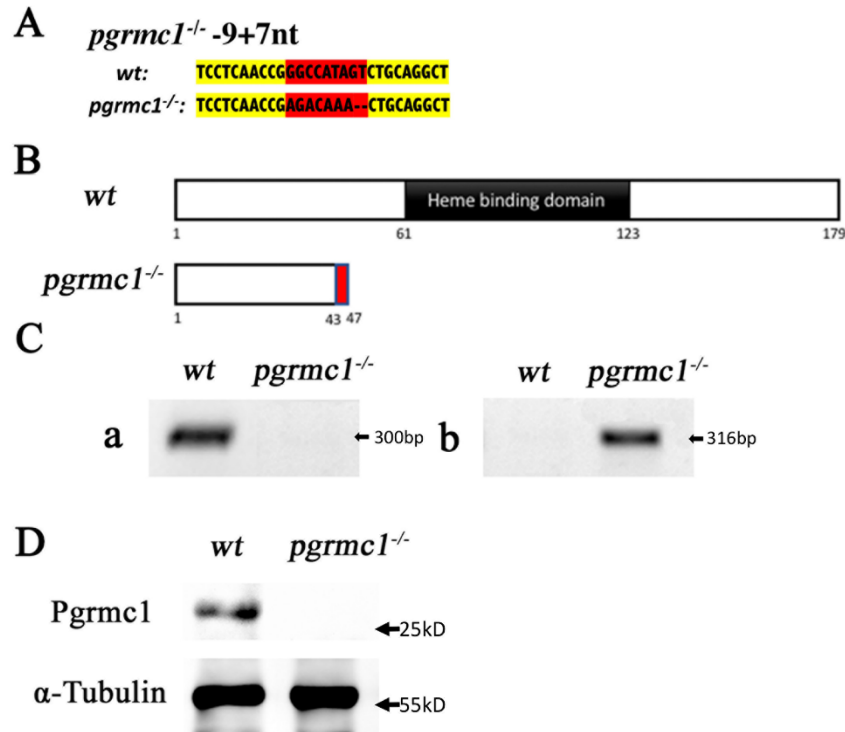 A
pgrmc1-/- -9+7nt
wt: TCCTCAACCGGGCCATAGTCTGCAGGCT
pgrmc1-/-: TCCTCAACCGAGACAAA--CTGCAGGCT
B
wt
Heme binding domain
1 61 123 179
pgrmc1-/-
1 43 47
C
wt pgrmc1-/- wt pgrmc1-/-
a 300bp b 316bp
D
wt pgrmc1-/-
Pgrmc1
25kD
α-Tubulin
55kD